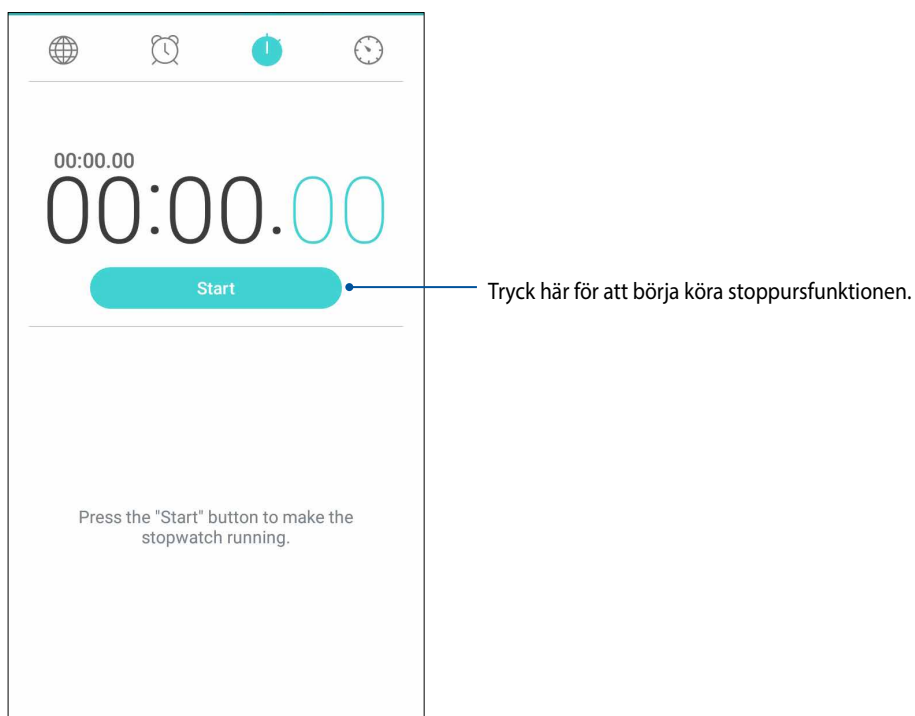 00:00.00
00:00.00
Start
Tryck här för att börja köra stoppursfunktionen.
Press the "Start" button to make the
stopwatch running.